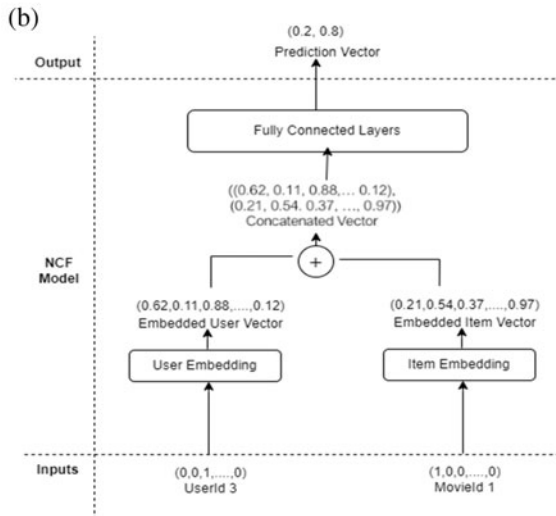 (b)
(0.2, 0.8)
Prediction Vector
Output
Fully Connected Layers
((0.62, 0.11, 0.88,... 0.12),
(0.21, 0.54. 0.37, ..., 0.97))
Concatenated Vector
+
NCF
Model
(0.62,0.11,0.88,....,0.12)
Embedded User Vector
(0.21,0.54,0.37,....,0.97)
Embedded Item Vector
User Embedding
Item Embedding
Inputs
(0,0,1,....,0)
UserId 3
(1,0,0,....,0)
MovieId 1